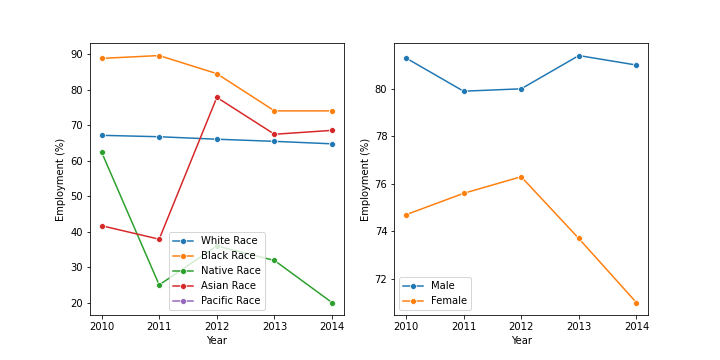 90
80
70
60
50
40
30
20
Employment (%)
2010 2011 2012 2013 2014
Year
White Race
Black Race
Native Race
Asian Race
Pacific Race
80
78
76
74
72
Employment (%)
2010 2011 2012 2013 2014
Year
Male
Female